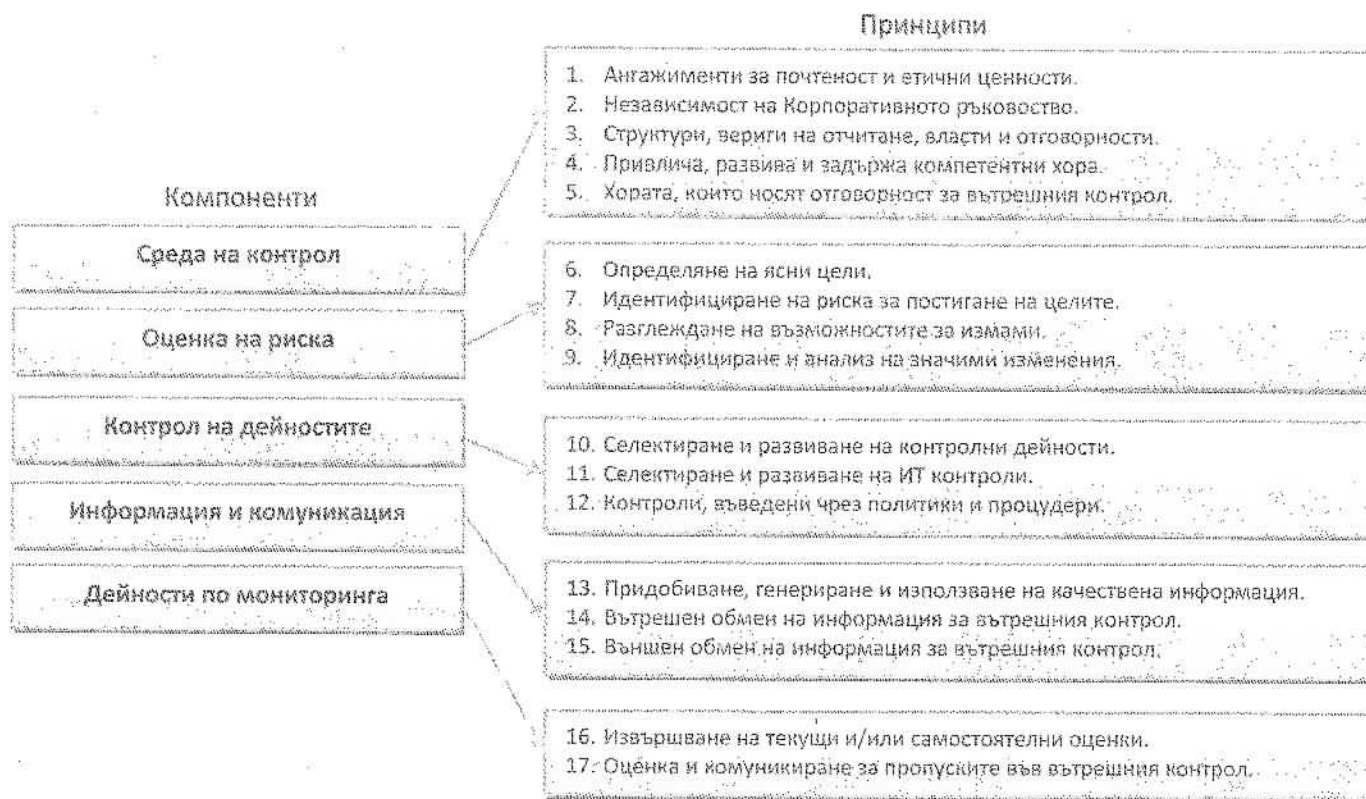 Принципи
1. Ангажименти за почтеност и етични ценности.
2. Независимост на Корпоративното ръковоство.
3. Структури, вериги на отчитане, власти и отговорности.
4. Привлича, развива и задържа компетентни хора.
5. Хората, които носят отговорност за вътрешния контрол.
Компоненти
Среда на контрол
Оценка на риска
Контрол на дейностите
Информация и комуникация
Дейности по мониторинга
6. Определяне на ясни цели.
7. Идентифициране на риска за постигане на целите.
8. Разглеждане на възможностите за измами.
9. Идентифициране и анализ на значими изменения.
10. Селектиране и развиване на контролни дейности.
11. Селектиране и развиване на ИТ контроли.
12. Контроли, въведени чрез политики и процудери.
13. Придобиване, генериране и използване на качествена информация.
14. Вътрешен обмен на информация за вътрешния контрол.
15. Външен обмен на информация за вътрешния контрол.
16. Извършване на текущи и/или самостоятелни оценки.
17. Оценка и комуникиране за пропуските във вътрешния контрол.